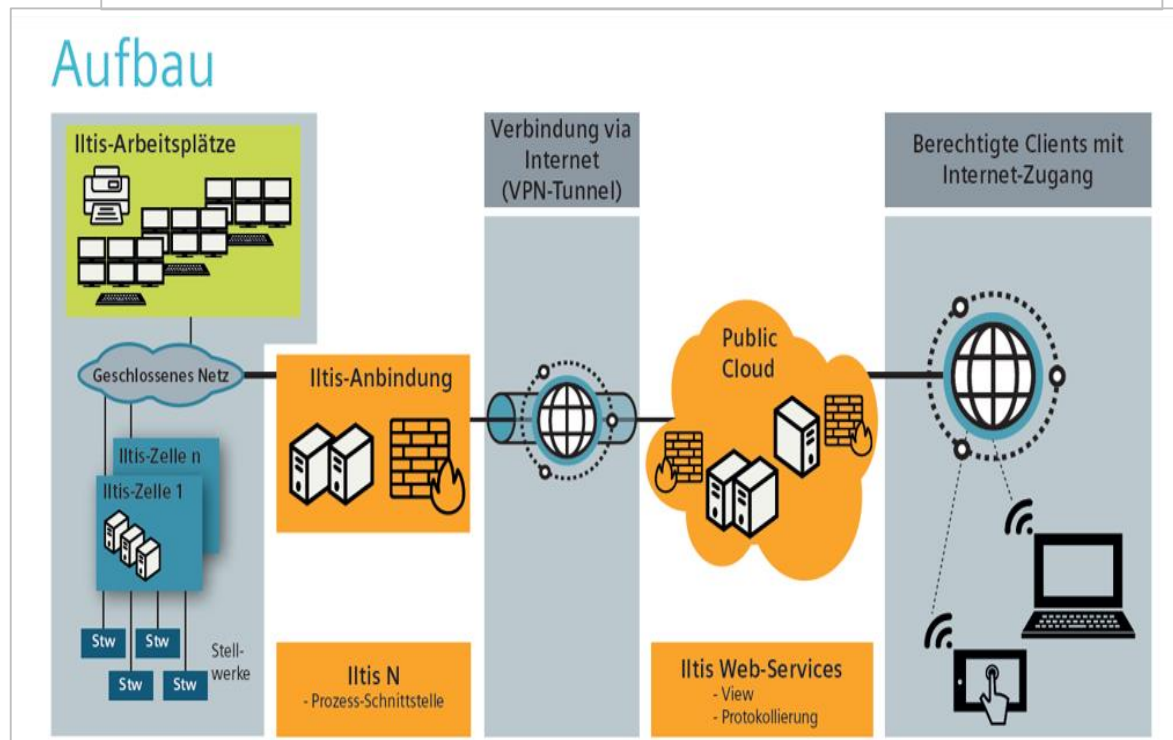 Aufbau
Iltis-Arbeitsplätze
Geschlossenes Netz
Iltis-Zelle n
Iltis-Zelle 1
Stw
Stw
Stw
Stw
Stell-
werke
Iltis-Anbindung
Iltis N
- Prozess-Schnittstelle
Verbindung via
Internet
(VPN-Tunnel)
Public
Cloud
Iltis Web-Services
- View
- Protokollierung
Berechtigte Clients mit
Internet-Zugang